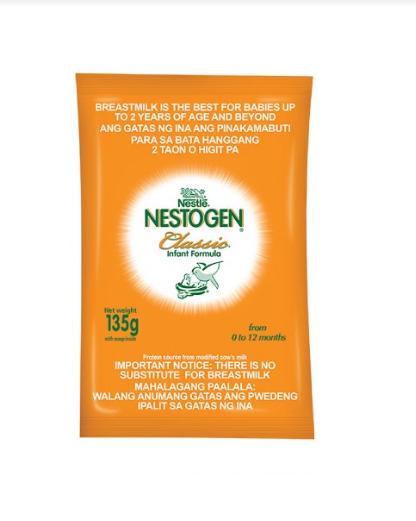 BREASTMILK IS THE BEST FOR BABIES UP
TO 2 YEARS OF AGE AND BEYOND
ANG GATAS NG INA ANG PINAKAMABUTI
PARA SA BATA HANGGANG
2 TAON O HIGIT PA
Nestlé
NESTOGEN®
Classic
Infant Formula
Net weight
135g
with scoop inside
from
0 to 12 months
Protein source from modified cow's milk
IMPORTANT NOTICE: THERE IS NO
SUBSTITUTE FOR BREASTMILK
MAHALAGANG PAALALA:
WALANG ANUMANG GATAS ANG PWEDENG
IPALIT SA GATAS NG INA